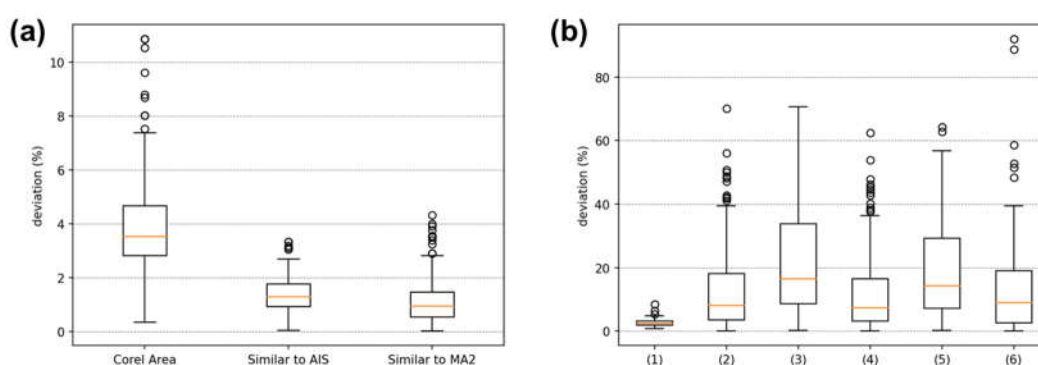 (a)
deviation (%)
10
8
6
4
2
0
Corel Area
Similar to AIS
Similar to MA2
(b)
deviation (%)
80
60
40
20
0
(1)
(2)
(3)
(4)
(5)
(6)